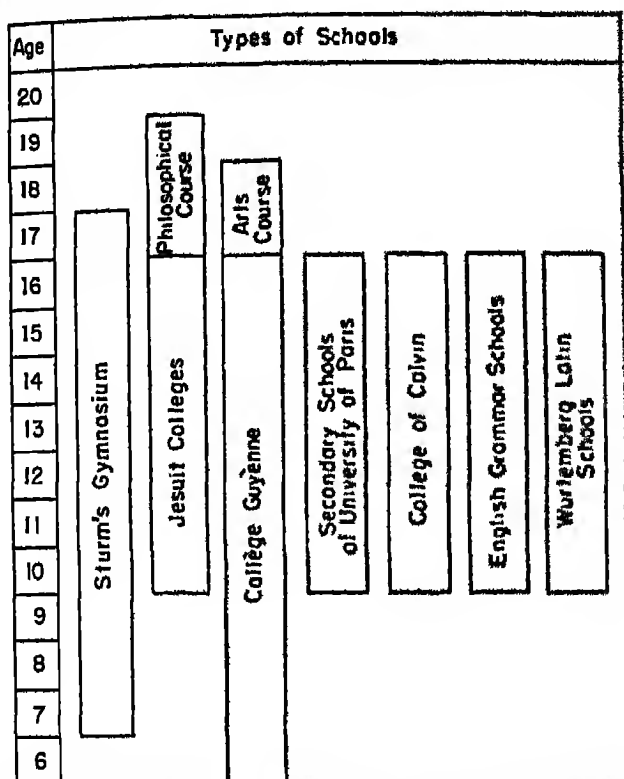 Age
Types of Schools
20
19
18
17
16
15
14
13
12
11
10
9
8
7
6
Sturm's Gymnasium
Philosophical
Course
Jesuit Colleges
Arts
Course
Collège Guyènne
Secondary Schools
of University of Paris
College of Calvin
English Grammar Schools
Wurtemberg Latin
Schools